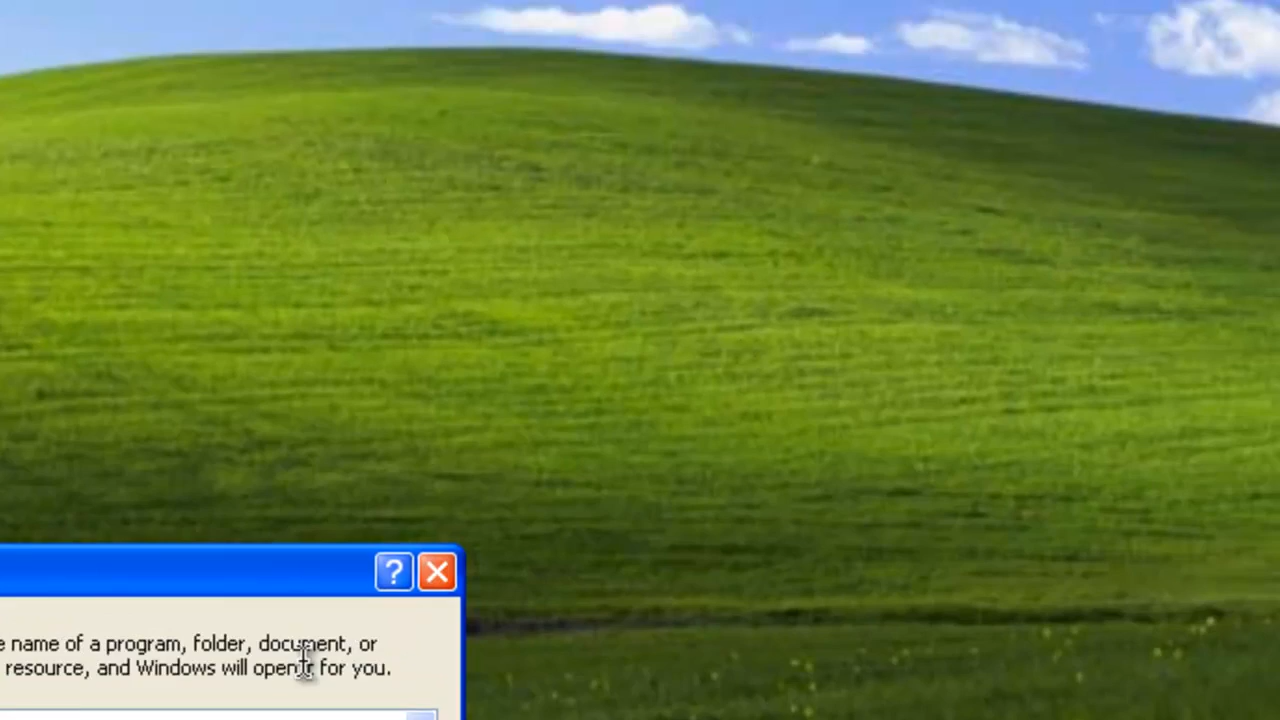 ?
e name of a program, folder, document, or
resource, and Windows will open it for you.